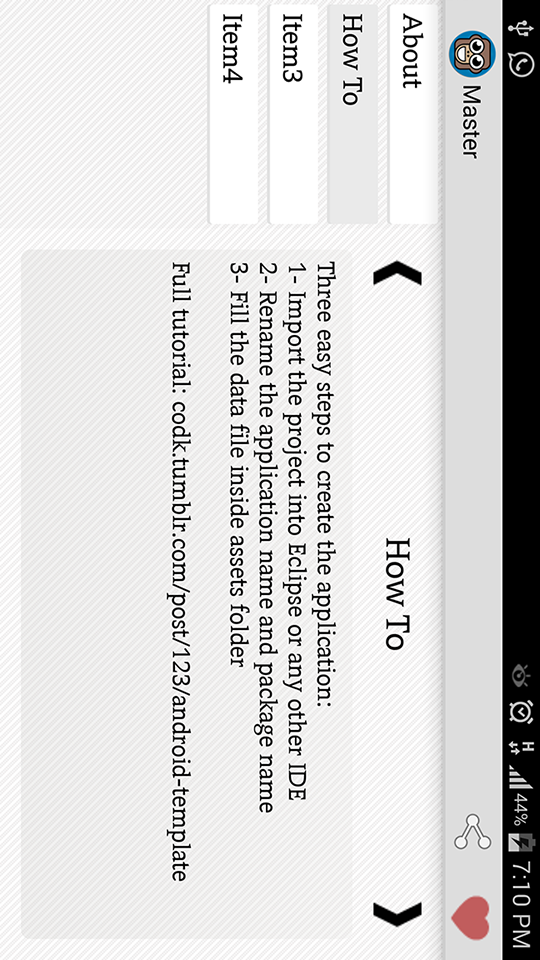 44% 7:10 PM
H
Master
About
How To
Item3
Item4
How To
Three easy steps to create the application:
1- Import the project into Eclipse or any other IDE
2- Rename the application name and package name
3- Fill the data file inside assets folder
Full tutorial: codk.tumblr.com/post/123/android-template